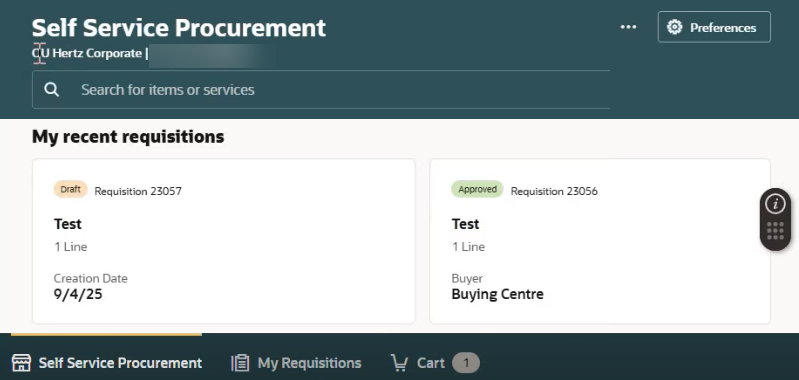 Self Service Procurement
Preferences
CU Hertz Corporate |
Search for items or services
My recent requisitions
Draft Requisition 23057
Test
1 Line
Creation Date
9/4/25
Approved Requisition 23056
Test
1 Line
Buyer
Buying Centre
Self Service Procurement
My Requisitions
Cart 1